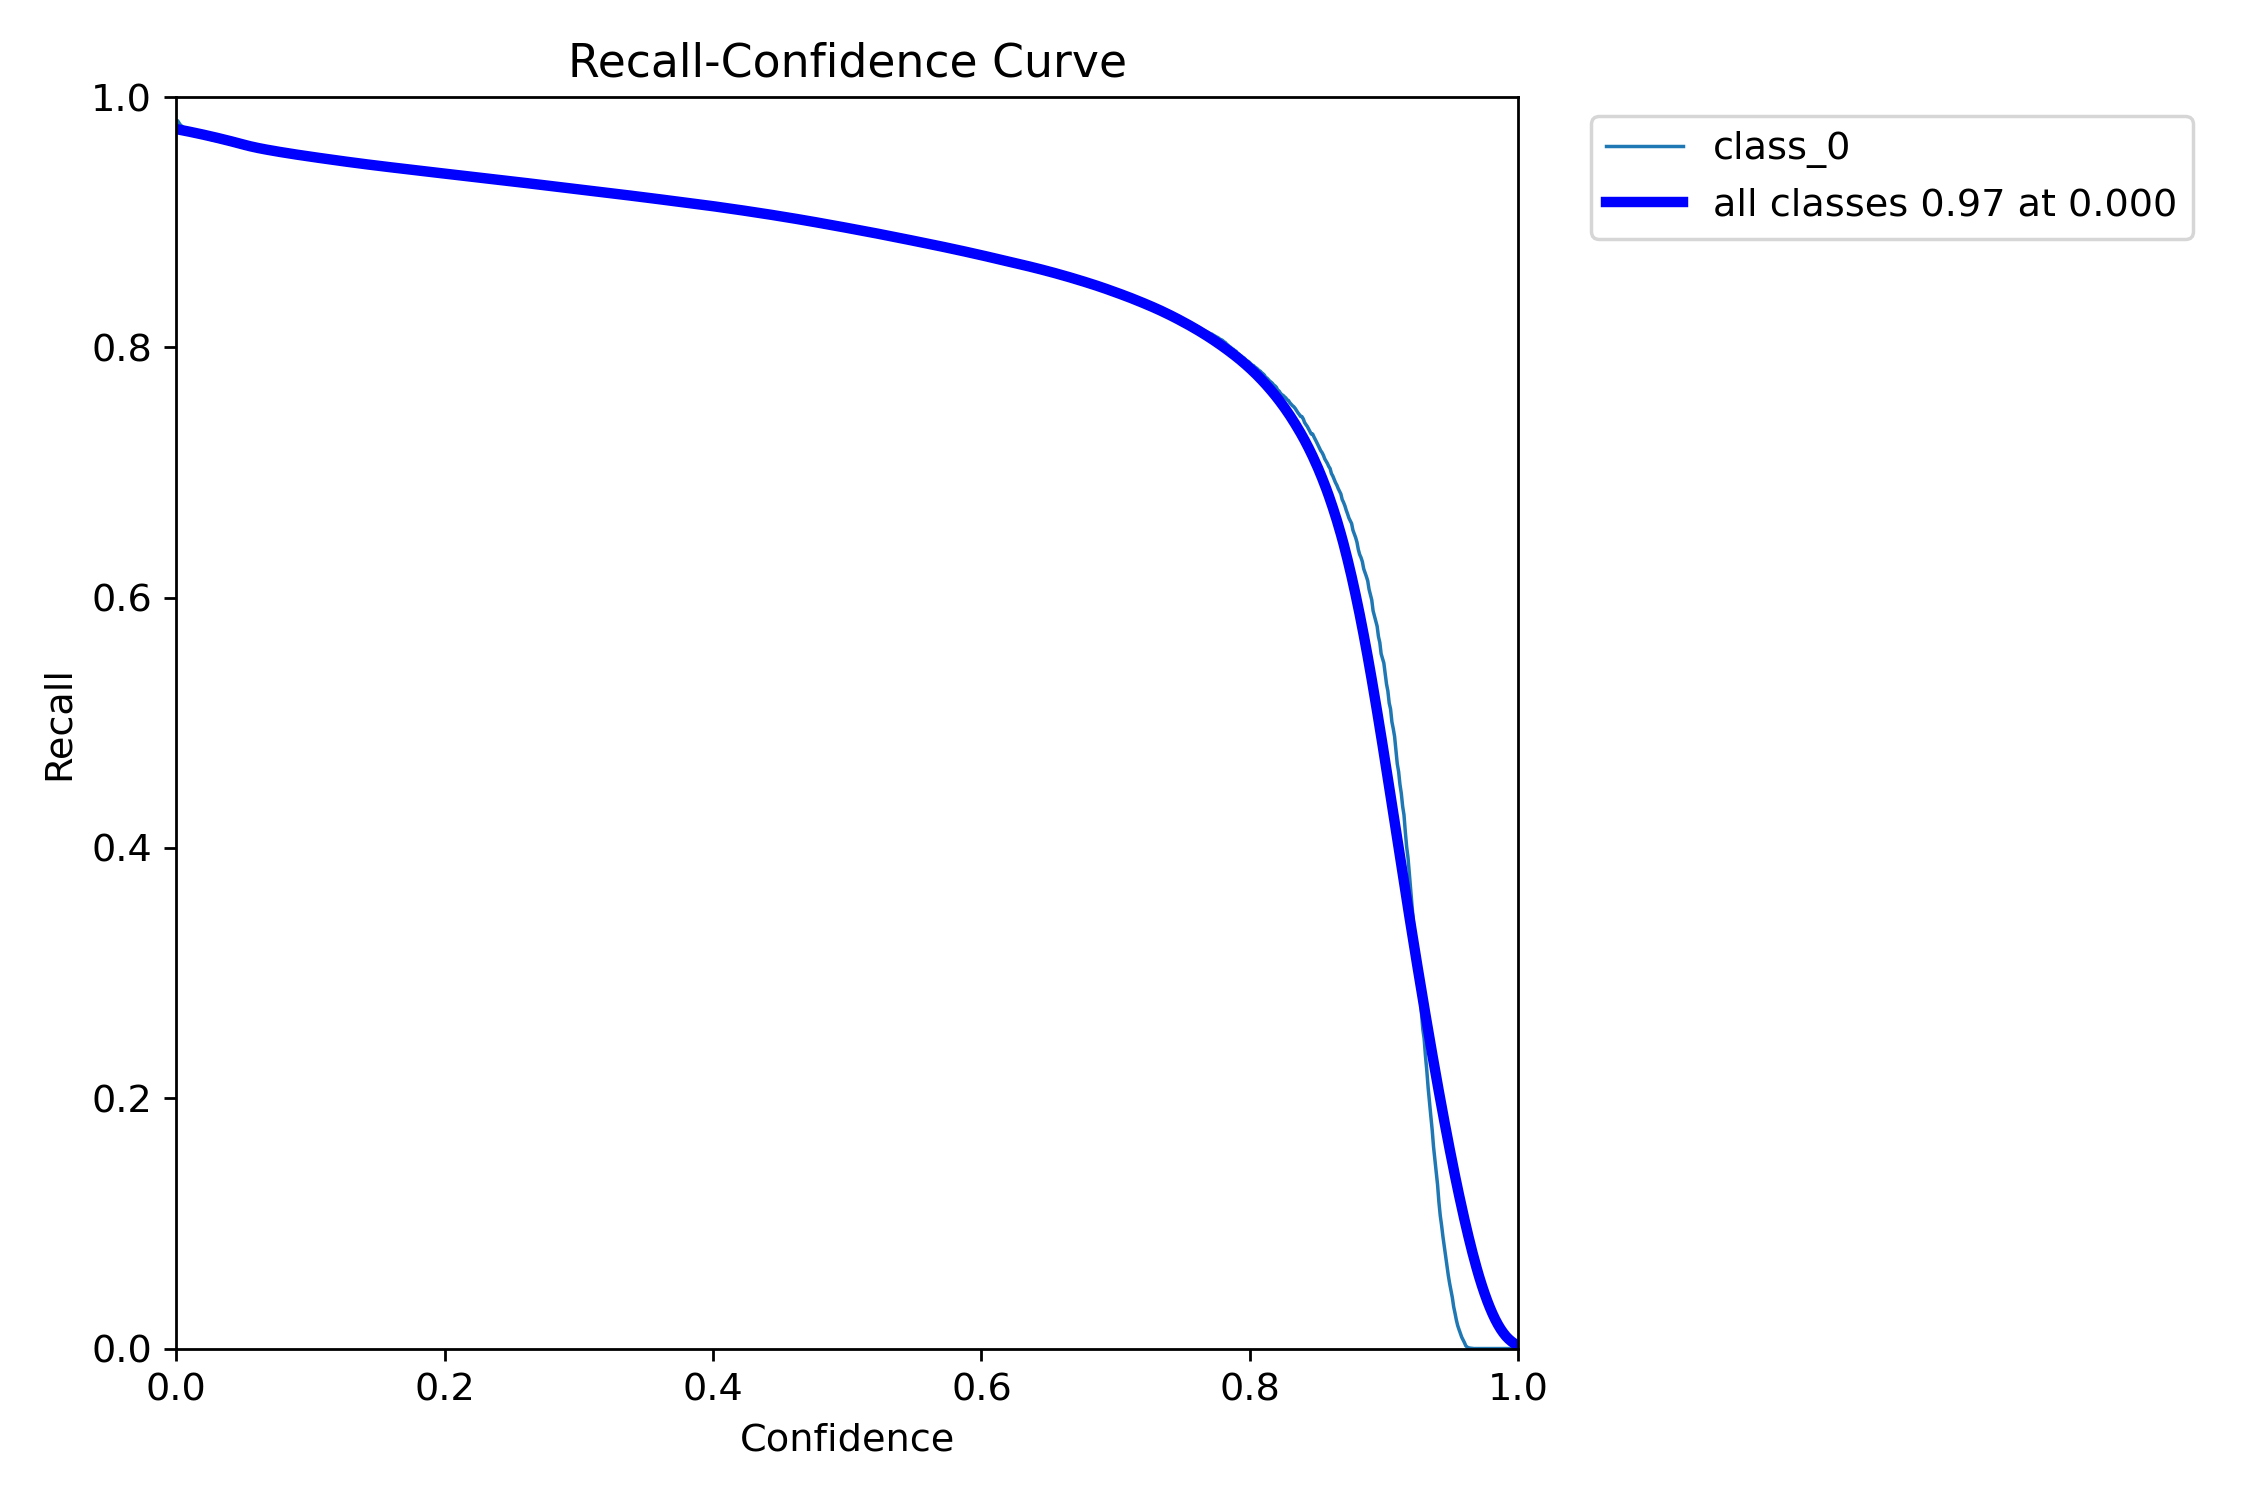 Recall-Confidence Curve
class_0
all classes 0.97 at 0.000
1.0
0.8
0.6
0.4
0.2
0.0
Recall
0.0 0.2 0.4 0.6 0.8 1.0
Confidence